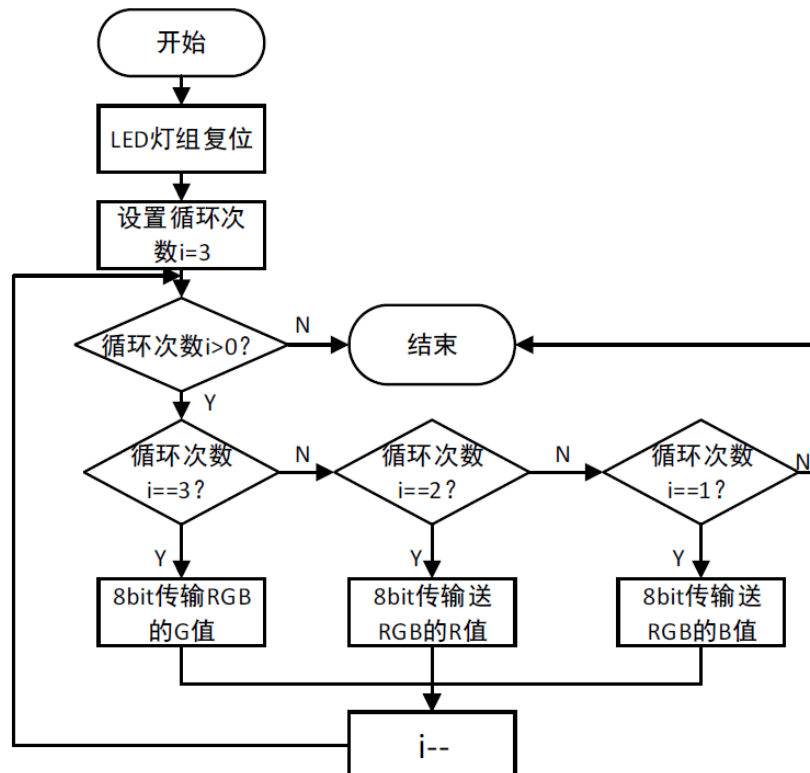 开始
LED灯组复位
设置循环次
数i=3
循环次数i>0?
N
结束
Y
循环次数
i==3?
N
循环次数
i==2?
N
循环次数
i==1?
N
Y
Y
Y
8bit传输RGB
的G值
8bit传输送
RGB的R值
8bit传输送
RGB的B值
i--